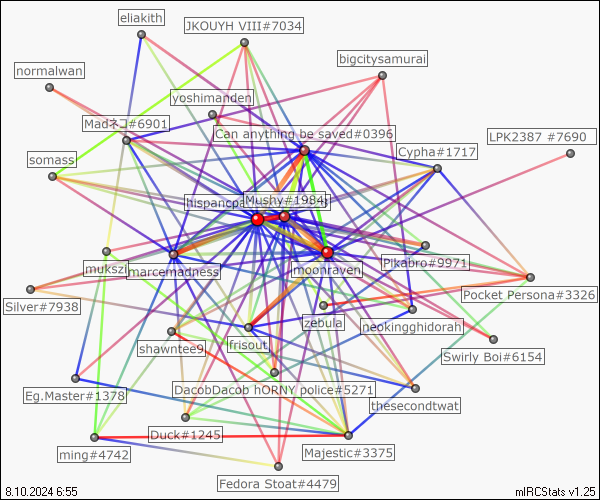 eliakith
JKOUYH VIII#7034
bigcitysamurai
normalwan
yoshimanden
Madネコ#6901
Can anything be saved#0396
LPK2387 #7690
Cypha#1717
somass
Mushy#1984
moonraven
Pikabro#9971
mukszi
marcemadness
Pocket Persona#3326
Silver#7938
zebula
neokingghidorah
frisout
shawntee9
Swirly Boi#6154
DacobDacob hORNY police#5271
Eg.Master#1378
thesecondtwat
Duck#1245
ming#4742
Majestic#3375
Fedora Stoat#4479
8.10.2024 6:55
mIRCStats v1.25